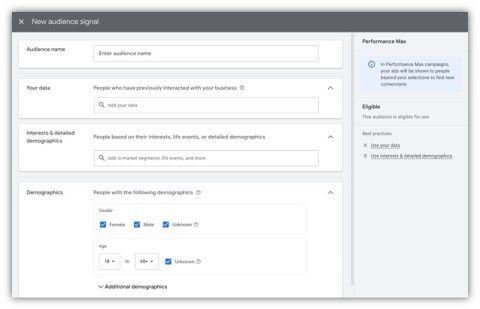 New audience signal
Audience name
Enter audience name
Your data
People who have previously interacted with your business
Add your data
Interests & detailed
demographics
People based on their interests, life events, or detailed demographics
Add in-market segments, life events, and more
Demographics
People with the following demographics
Gender
Female
Male
Unknown
Age
18
to
65+
Unknown
Additional demographics
Performance Max
In Performance Max campaigns,
your ads will be shown to people
beyond your selections to find new
conversions
Eligible
This audience is eligible for use
Best practices
Use your data
Use interests & detailed demographics